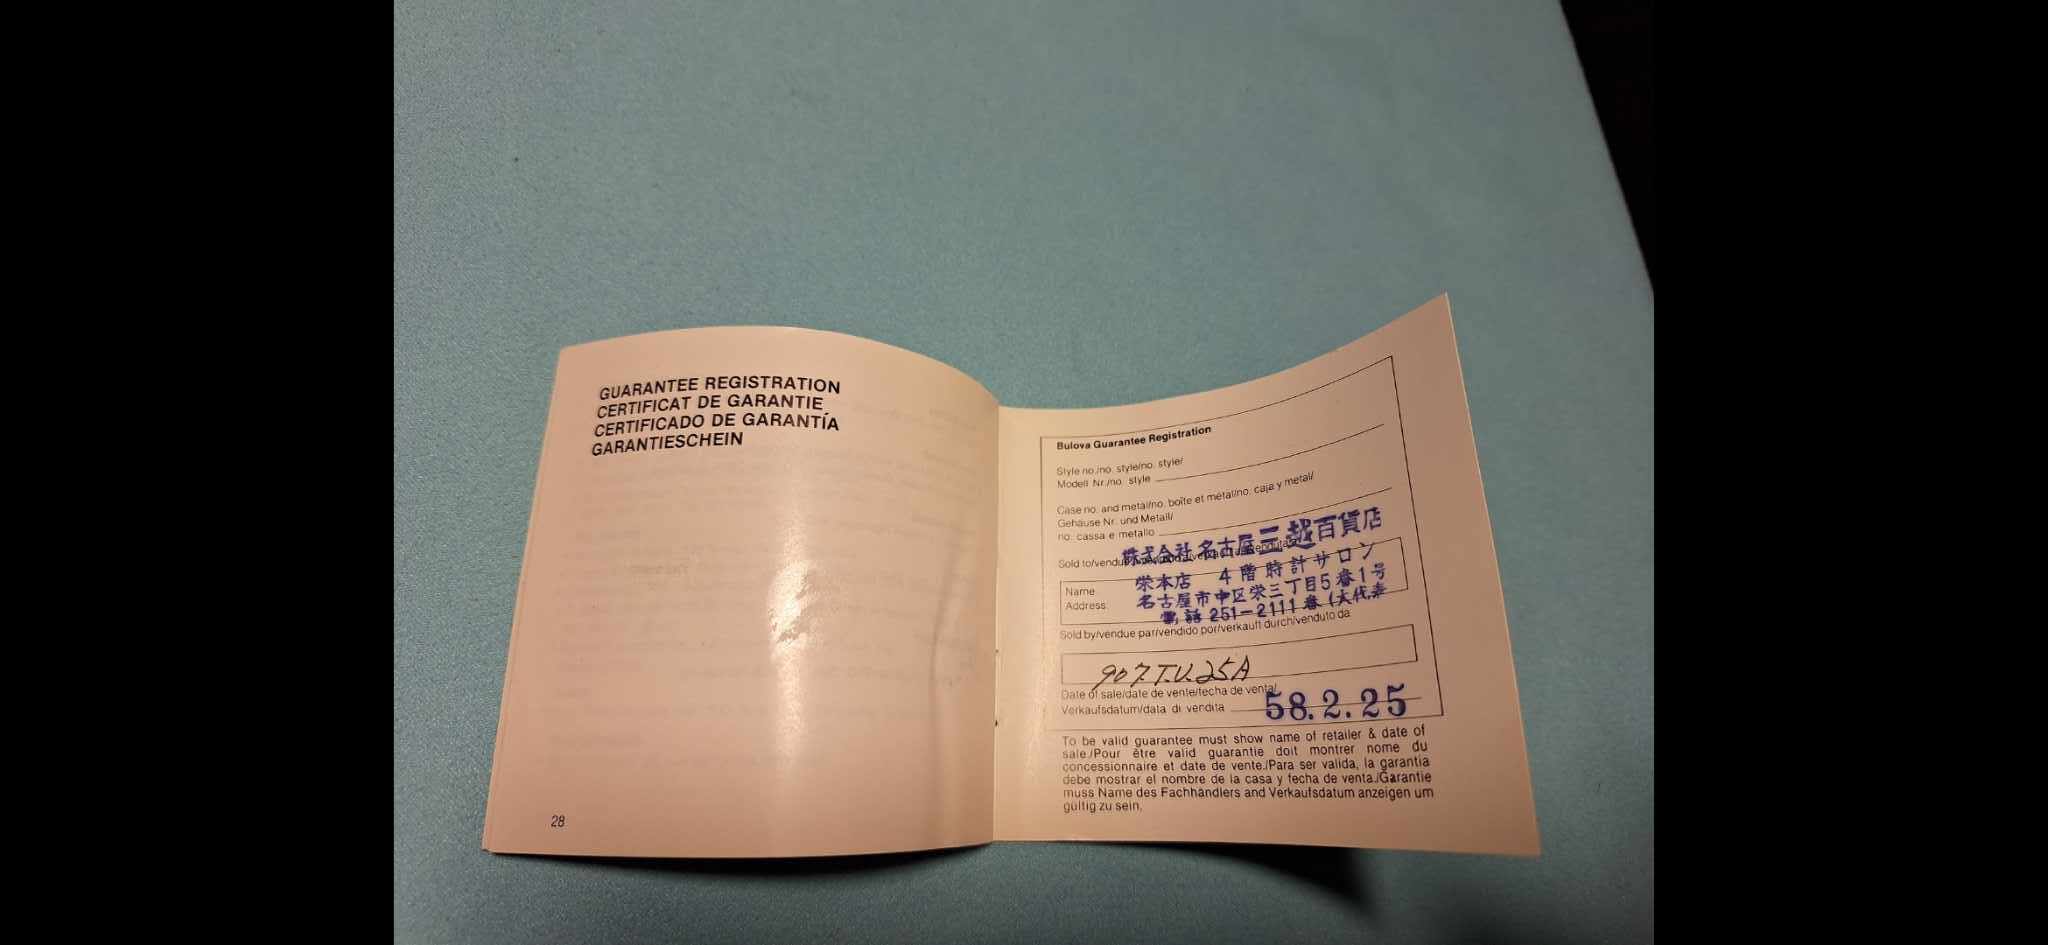 GUARANTEE REGISTRATION
CERTIFICAT DE GARANTIE
CERTIFICADO DE GARANTÍA
GARANTIESCHEIN
28
Bulova Guarantee Registration
Style no./no. style/no. style/
Modell Nr./no. style
Case no. and metal/no. boîte et métal/no. caja y metal/
Gehäuse Nr. und Metall/
no. cassa e metallo
株式会社 名古屋三越百貨店
Sold to/vendu
栄本店 4階時計サロン
Name
名古屋市中区栄三丁目5番1号
Address
電話 251-2111番(大代表
Sold by/vendue par/vendido por/verkauft durch/venduto da
907.T.V.25A
Date of sale/date de vente/fecha de venta/
Verkaufsdatum/data di vendita 58.2.25
To be valid guarantee must show name of retailer & date of
sale./Pour être valid guarantie doit montrer nome du
concessionnaire et date de vente./Para ser valida, la garantia
debe mostrar el nombre de la casa y fecha de venta./Garantie
muss Name des Fachhändlers and Verkaufsdatum anzeigen um
gültig zu sein.